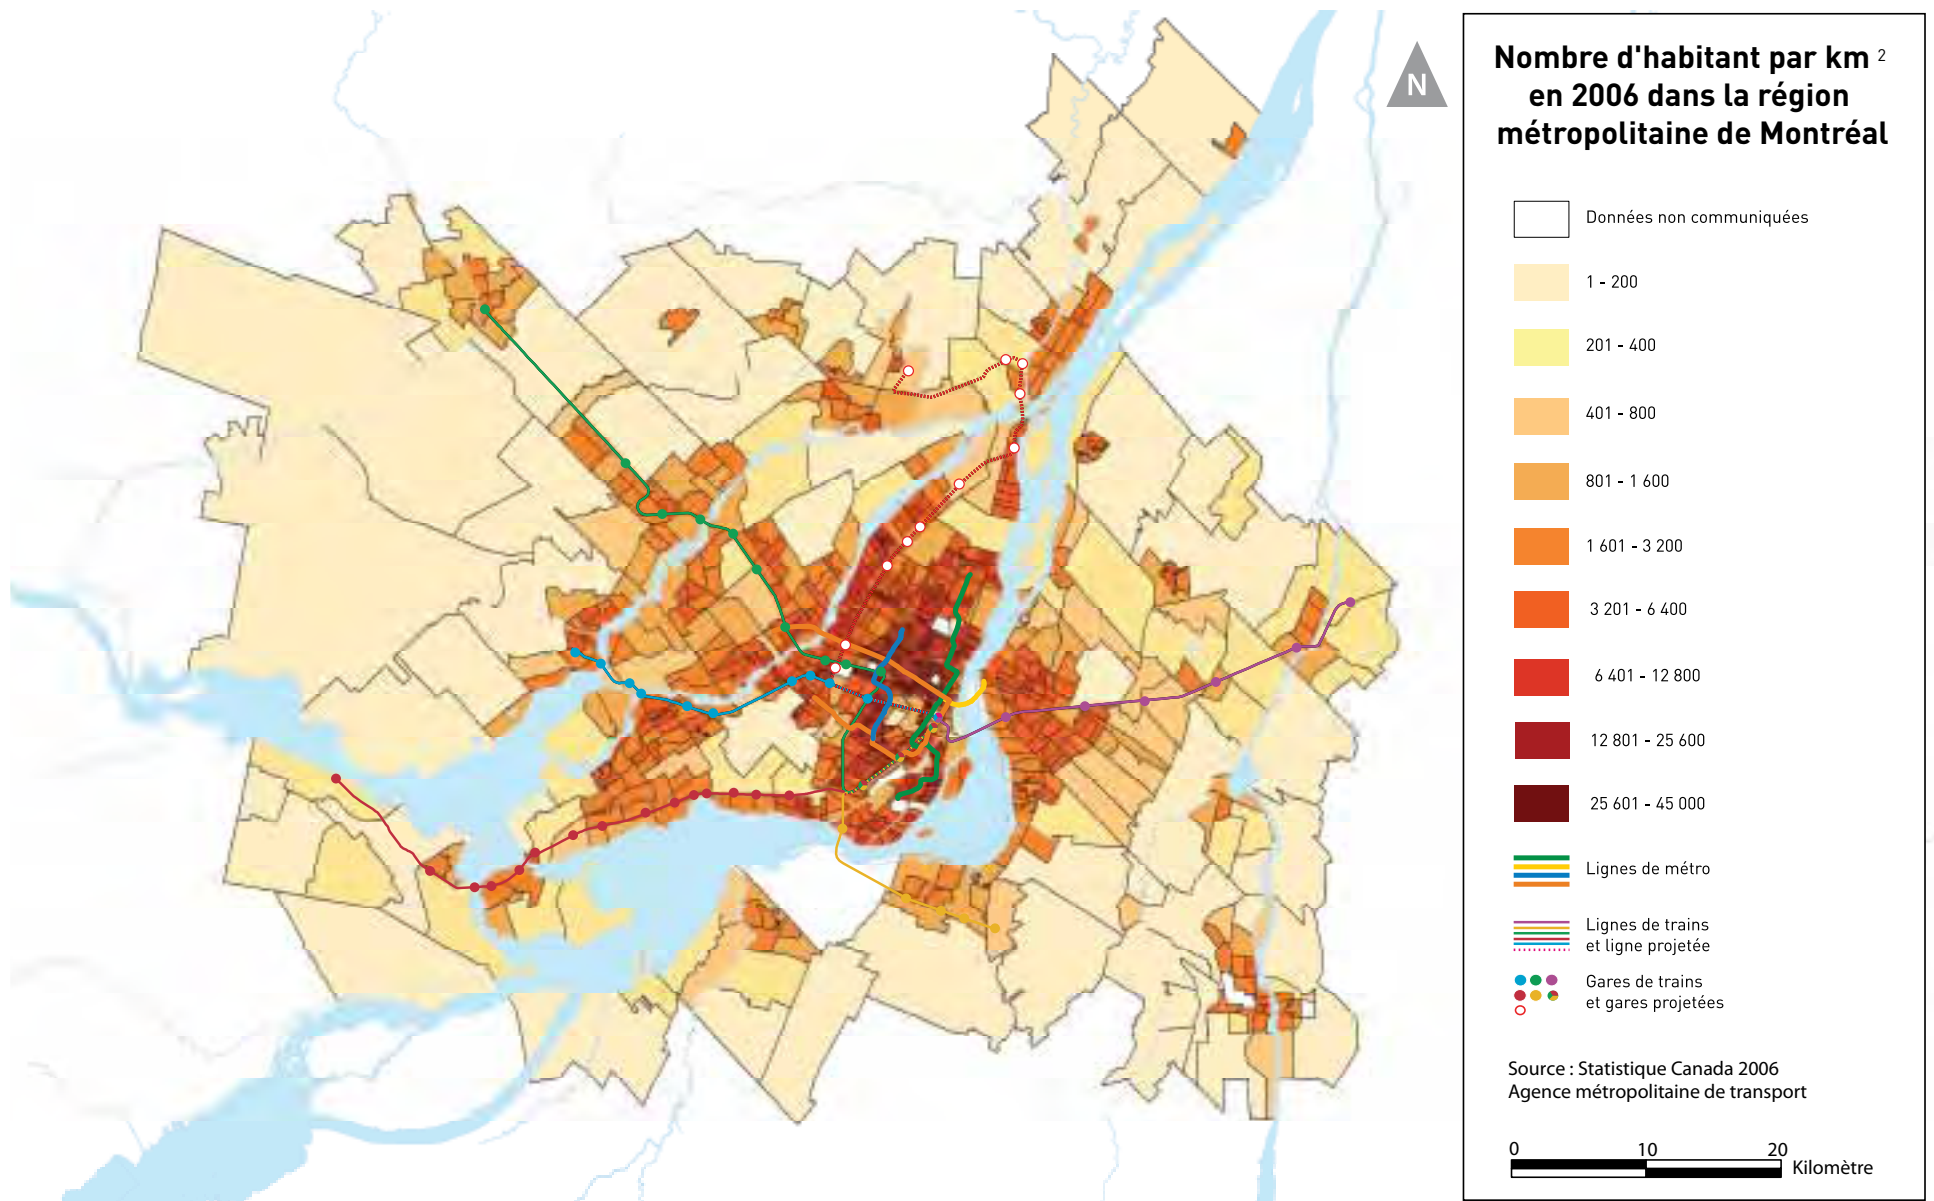 N
Nombre d'habitant par km 2
en 2006 dans la région
métropolitaine de Montréal
Données non communiquées
1 - 200
201 - 400
401 - 800
801 - 1 600
1 601 - 3 200
3 201 - 6 400
6 401 - 12 800
12 801 - 25 600
25 601 - 45 000
Lignes de métro
Lignes de trains
et ligne projetée
Gares de trains
et gares projetées
Source : Statistique Canada 2006
Agence métropolitaine de transport
0 10 20
Kilomètre